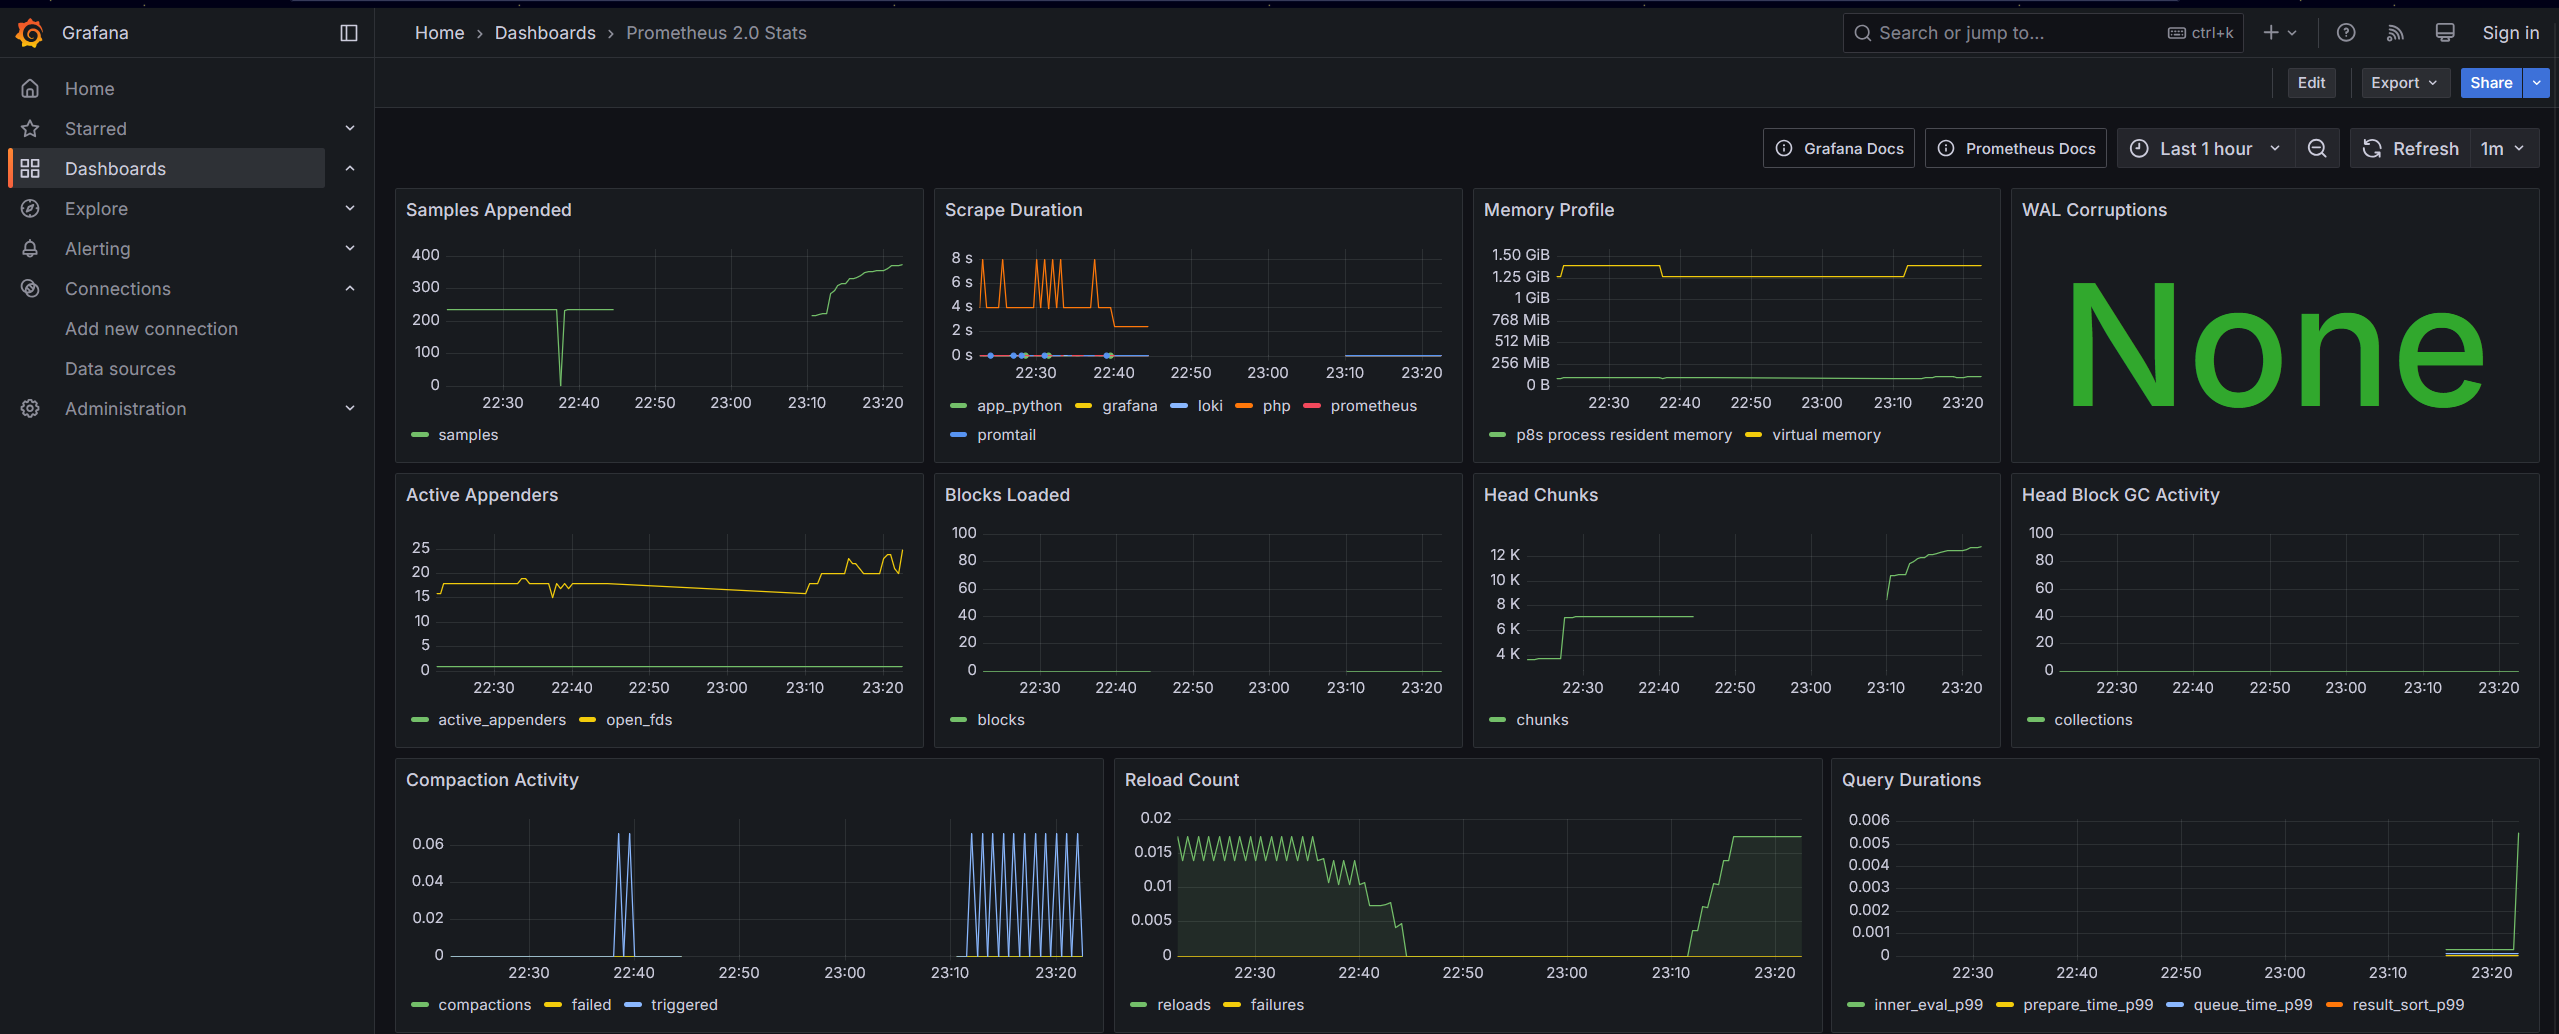 Grafana
Home › Dashboards › Prometheus 2.0 Stats
Search or jump to... ctrl+k
Sign in
Home
Starred
Dashboards
Explore
Alerting
Connections
Add new connection
Data sources
Administration
Edit Export Share
Grafana Docs Prometheus Docs Last 1 hour Refresh 1m
Samples Appended
400
300
200
100
0
22:30 22:40 22:50 23:00 23:10 23:20
samples
Scrape Duration
8 s
6 s
4 s
2 s
0 s
22:30 22:40 22:50 23:00 23:10 23:20
app_python grafana loki php prometheus
promtail
Memory Profile
1.50 GiB
1.25 GiB
1 GiB
768 MiB
512 MiB
256 MiB
0 B
22:30 22:40 22:50 23:00 23:10 23:20
p8s process resident memory virtual memory
WAL Corruptions
None
Active Appenders
25
20
15
10
5
0
22:30 22:40 22:50 23:00 23:10 23:20
active_appenders open_fds
Blocks Loaded
100
80
60
40
20
0
22:30 22:40 22:50 23:00 23:10 23:20
blocks
Head Chunks
12 K
10 K
8 K
6 K
4 K
22:30 22:40 22:50 23:00 23:10 23:20
chunks
Head Block GC Activity
100
80
60
40
20
0
22:30 22:40 22:50 23:00 23:10 23:20
collections
Compaction Activity
0.06
0.04
0.02
0
22:30 22:40 22:50 23:00 23:10 23:20
compactions failed triggered
Reload Count
0.02
0.015
0.01
0.005
0
22:30 22:40 22:50 23:00 23:10 23:20
reloads failures
Query Durations
0.006
0.005
0.004
0.003
0.002
0.001
0
22:30 22:40 22:50 23:00 23:10 23:20
inner_eval_p99 prepare_time_p99 queue_time_p99 result_sort_p99